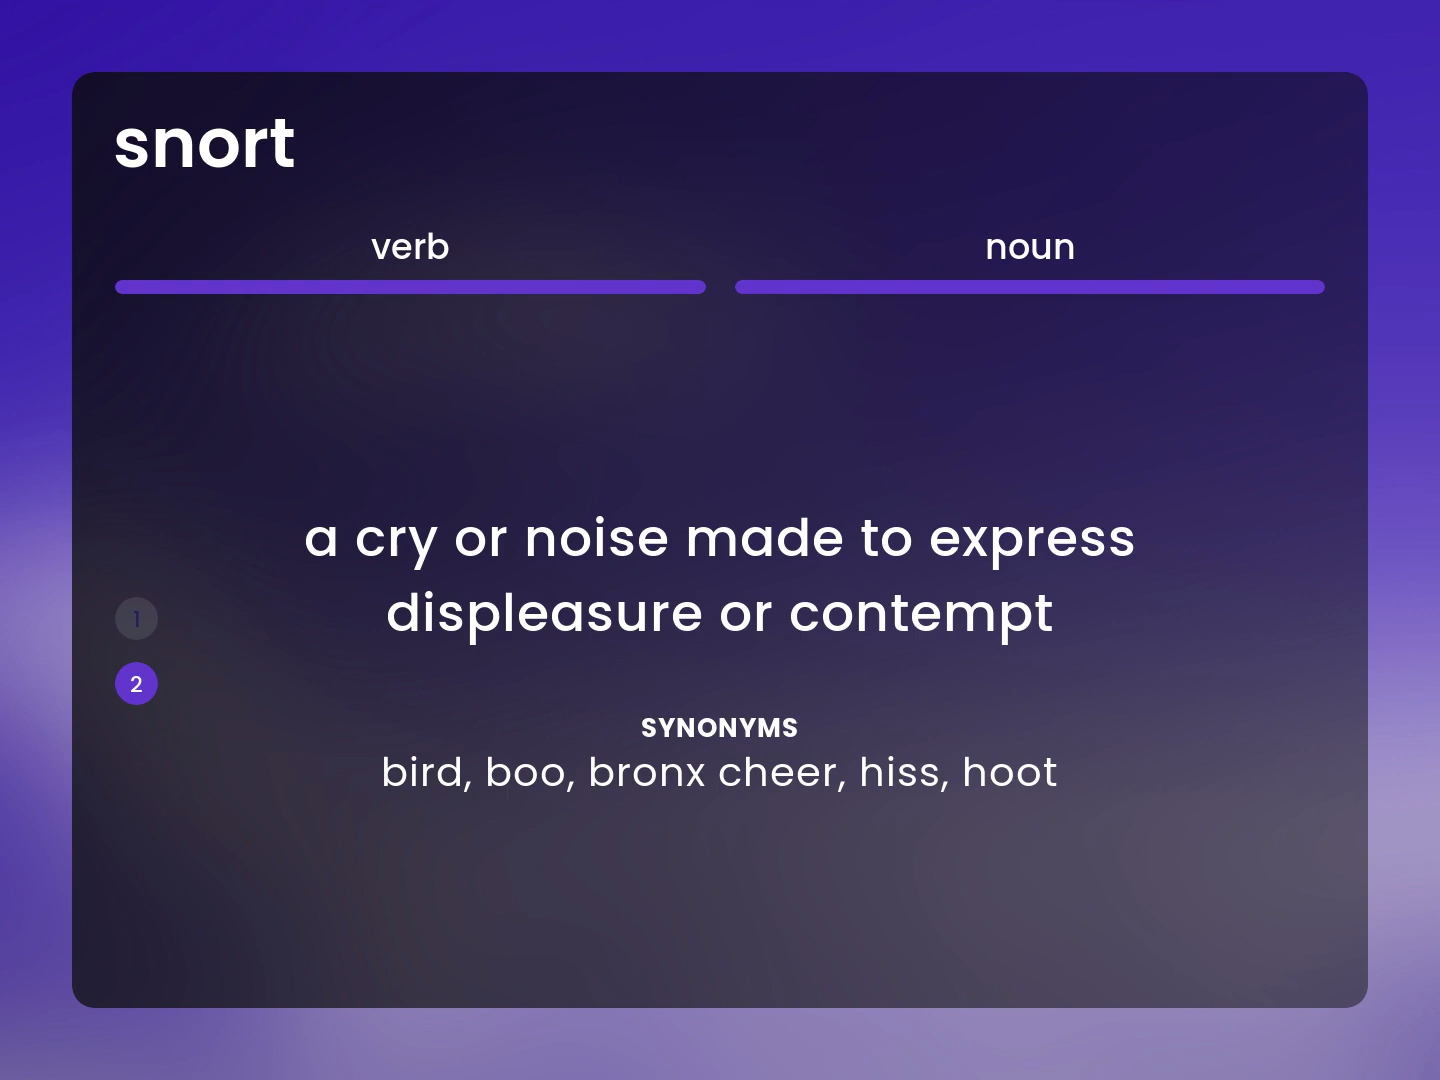 snort
verb
noun
a cry or noise made to express
displeasure or contempt
1
2
SYNONYMS
bird, boo, bronx cheer, hiss, hoot